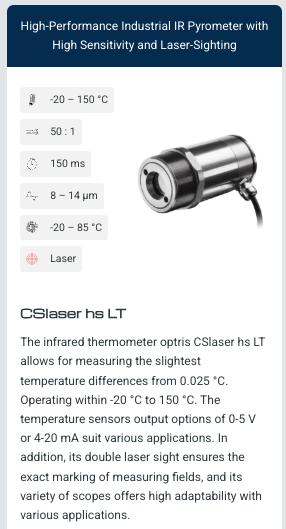 High-Performance Industrial IR Pyrometer with
High Sensitivity and Laser-Sighting
-20 – 150 °C
50 : 1
150 ms
8 – 14 μm
-20 – 85 °C
Laser
CSlaser hs LT
The infrared thermometer optris CSlaser hs LT
allows for measuring the slightest
temperature differences from 0.025 °C.
Operating within -20 °C to 150 °C. The
temperature sensors output options of 0-5 V
or 4-20 mA suit various applications. In
addition, its double laser sight ensures the
exact marking of measuring fields, and its
variety of scopes offers high adaptability with
various applications.